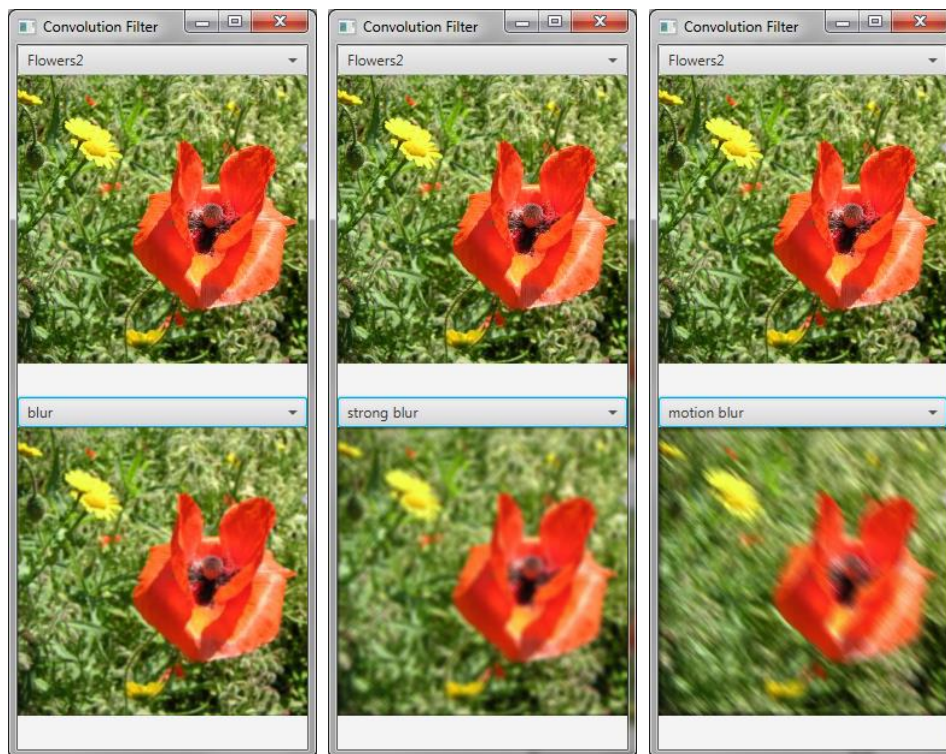 Convolution Filter
Flowers2
blur
Convolution Filter
Flowers2
strong blur
Convolution Filter
Flowers2
motion blur